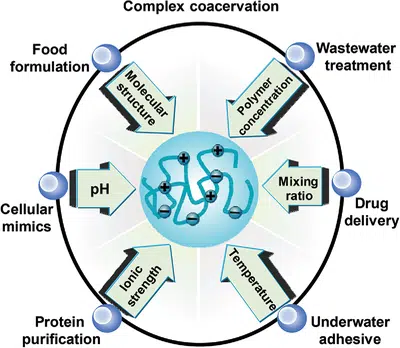 Complex coacervation
Food
formulation
Wastewater
treatment
Molecular
structure
Polymer
concentration
pH
Mixing
ratio
Cellular
mimics
Drug
delivery
Ionic
strength
Temperature
Protein
purification
Underwater
adhesive
+
+
+
+
−
−
−
−